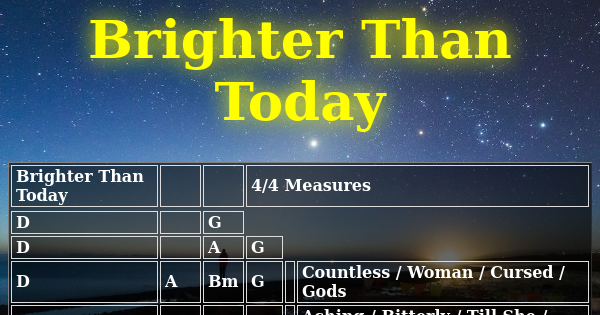 Brighter Than
Today
Brighter Than
Today
4/4 Measures
D G
D A G
D A Bm G Countless / Woman / Cursed /
Gods
Aching / Bitterly / Till She /